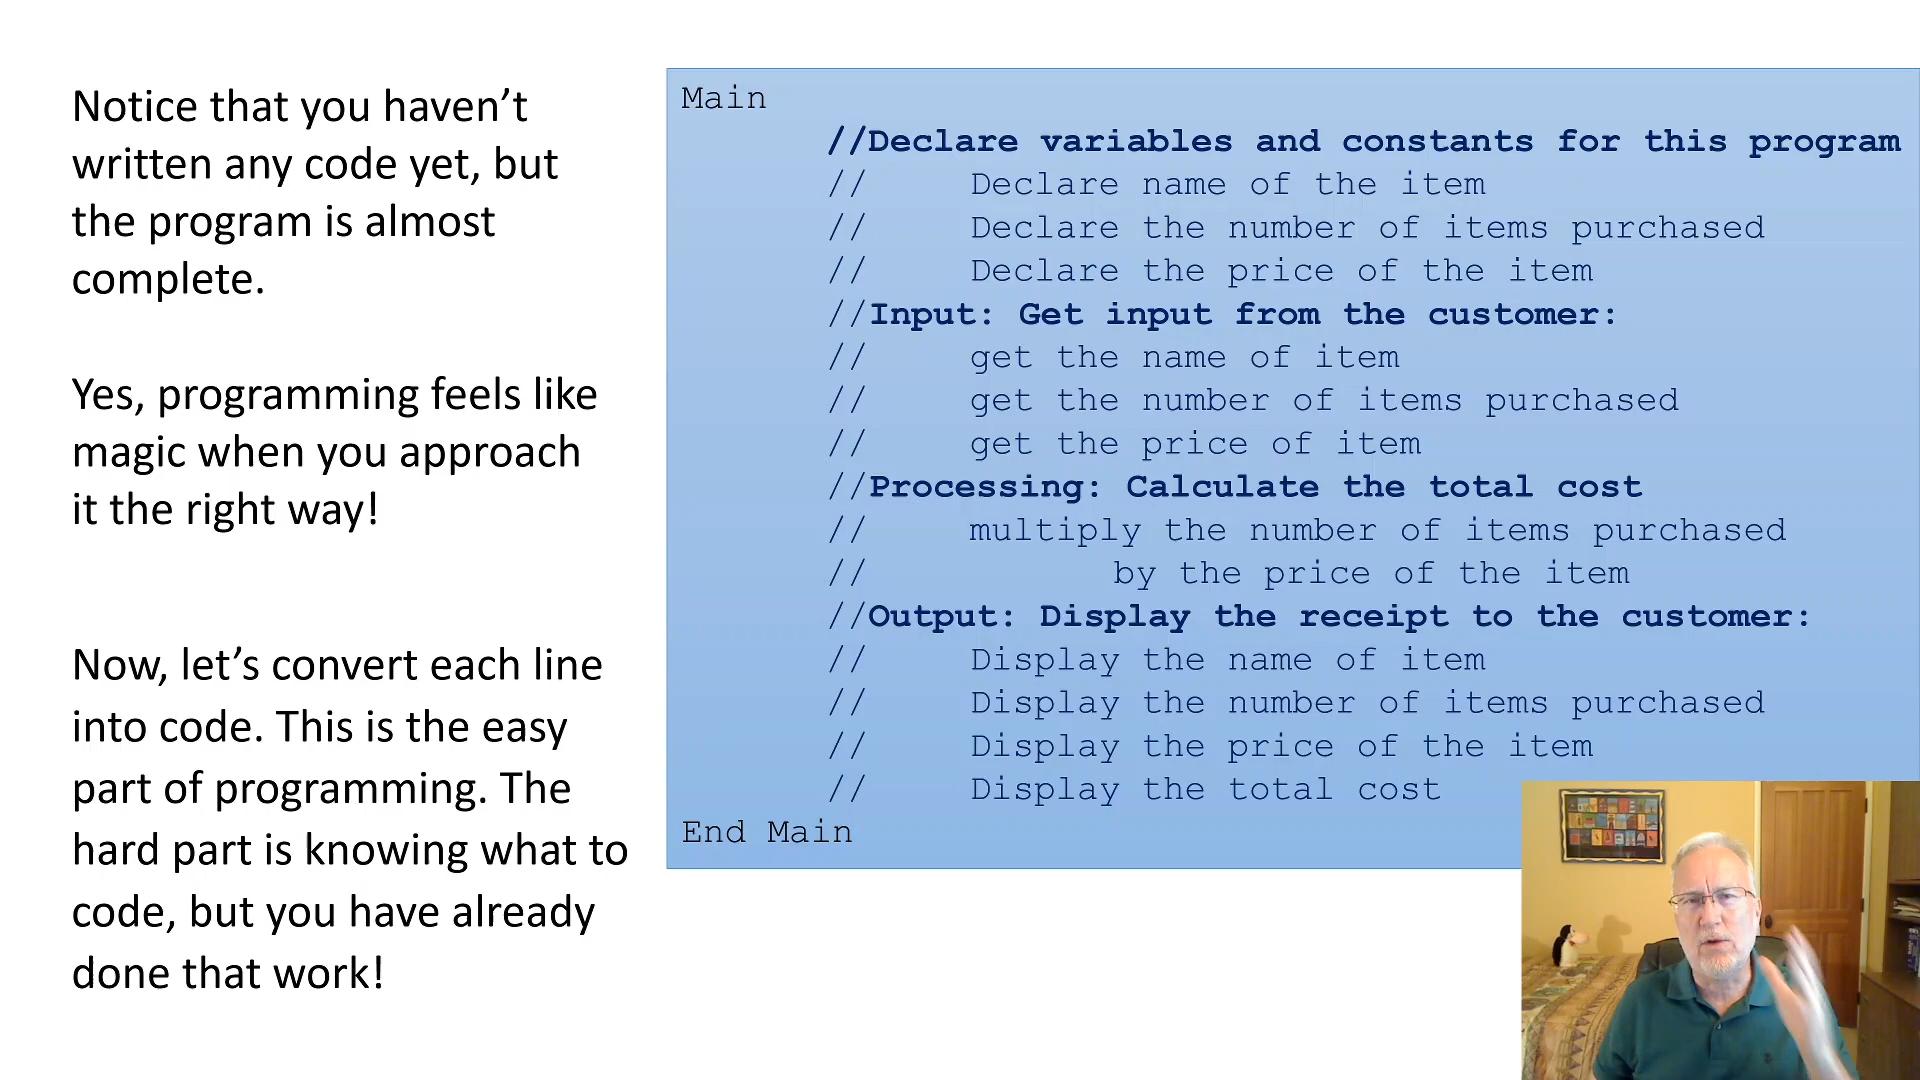 Notice that you haven’t
written any code yet, but
the program is almost
complete.
Yes, programming feels like
magic when you approach
it the right way!
Now, let’s convert each line
into code. This is the easy
part of programming. The
hard part is knowing what to
code, but you have already
done that work!
Main
//Declare variables and constants for this program
// Declare name of the item
// Declare the number of items purchased
// Declare the price of the item
//Input: Get input from the customer:
// get the name of item
// get the number of items purchased
// get the price of item
//Processing: Calculate the total cost
// multiply the number of items purchased
// by the price of the item
//Output: Display the receipt to the customer:
// Display the name of item
// Display the number of items purchased
// Display the price of the item
// Display the total cost
End Main